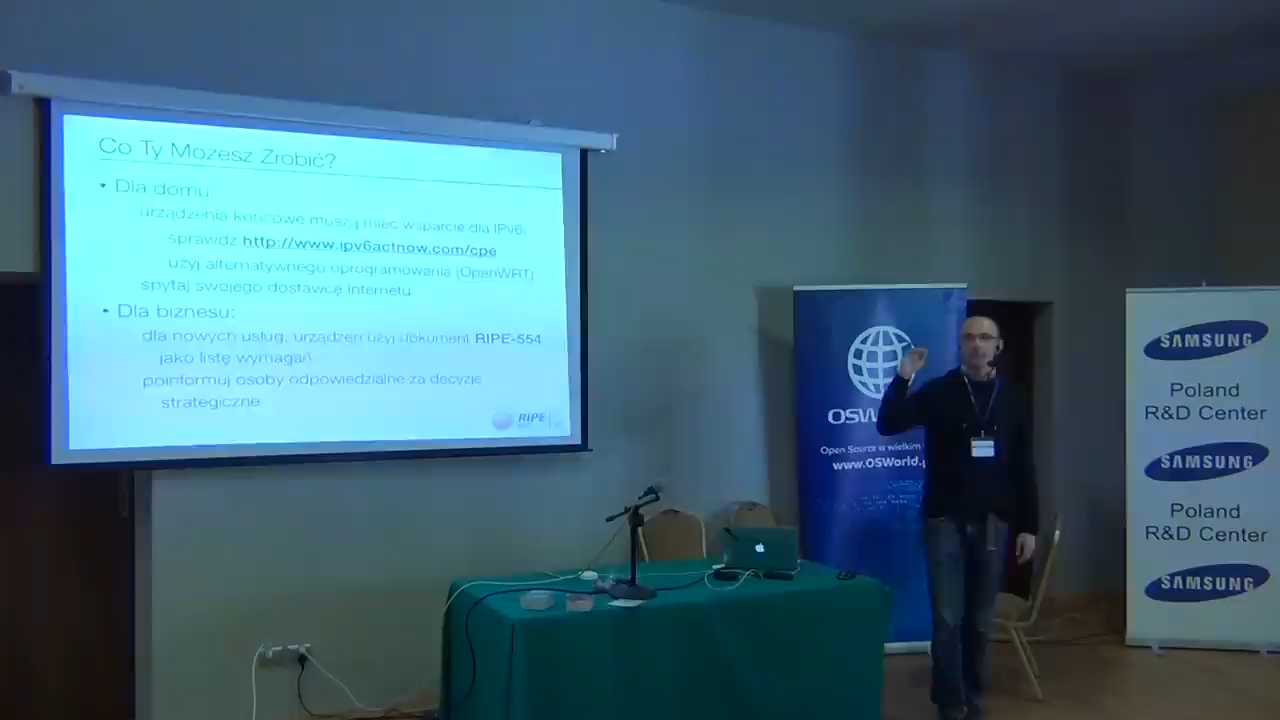 Co Ty Możesz Zrobić?
• Dla domu:
urządzenia końcowe muszą mieć wsparcie dla IPv6:
sprawdź http://www.ipv6actnow.com/cpe
użyj alternatywnego oprogramowania (OpenWRT)
spytaj swojego dostawcę internetu
• Dla biznesu:
dla nowych usług, urządzeń użyj dokument RIPE-554
jako listę wymagań
poinformuj osoby odpowiedzialne za decyzje
strategiczne
RIPE
OSW
Open Source w wielkim
www.OSWorld.p
SAMSUNG
Poland
R&D Center
SAMSUNG
Poland
R&D Center
SAMSUNG